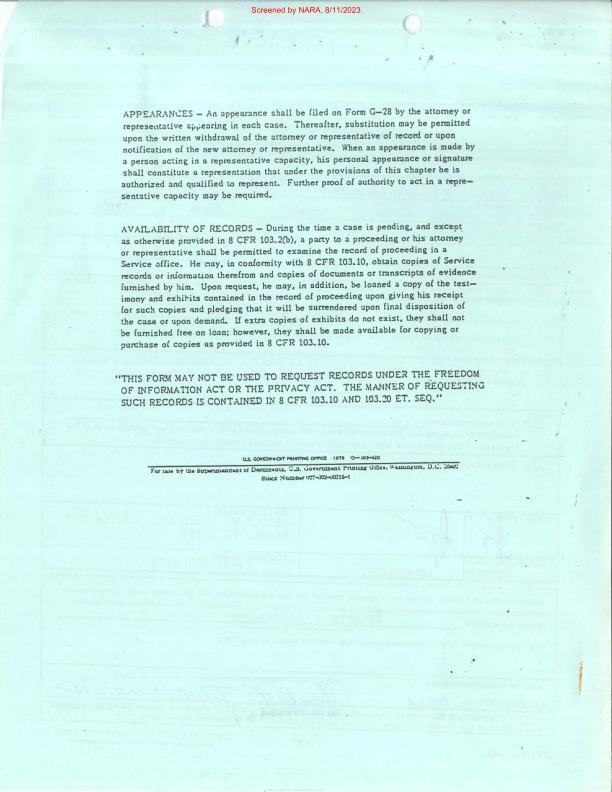 Screened by NARA, 8/11/2023
APPEARANCES — An appearance shall be filed on Form G-28 by the attorney or
representative appearing in each case. Thereafter, substitution may be permitted
upon the written withdrawal of the attorney or representative of record or upon
notification of the new attorney or representative. When an appearance is made by
a person acting in a representative capacity, his personal appearance or signature
shall constitute a representation that under the provisions of this chapter he is
authorized and qualified to represent. Further proof of authority to act in a repre-
sentative capacity may be required.
AVAILABILITY OF RECORDS — During the time a case is pending, and except
as otherwise provided in 8 CFR 103.2(b), a party to a proceeding or his attorney
or representative shall be permitted to examine the record of proceeding in a
Service office. He may, in conformity with 8 CFR 103.10, obtain copies of Service
records or information therefrom and copies of documents or transcripts of evidence
furnished by him. Upon request, he may, in addition, be loaned a copy of the test-
imony and exhibits contained in the record of proceeding upon giving his receipt
for such copies and pledging that it will be surrendered upon final disposition of
the case or upon demand. If extra copies of exhibits do not exist, they shall not
be furnished free on loan; however, they shall be made available for copying or
purchase of copies as provided in 8 CFR 103.10.
"THIS FORM MAY NOT BE USED TO REQUEST RECORDS UNDER THE FREEDOM
OF INFORMATION ACT OR THE PRIVACY ACT. THE MANNER OF REQUESTING
SUCH RECORDS IS CONTAINED IN 8 CFR 103.10 AND 103.20 ET. SEQ."
U.S. GOVERNMENT PRINTING OFFICE : 1979 O—103-620
For sale by the Superintendent of Documents, U.S. Government Printing Office, Washington, D.C.
Stock Number